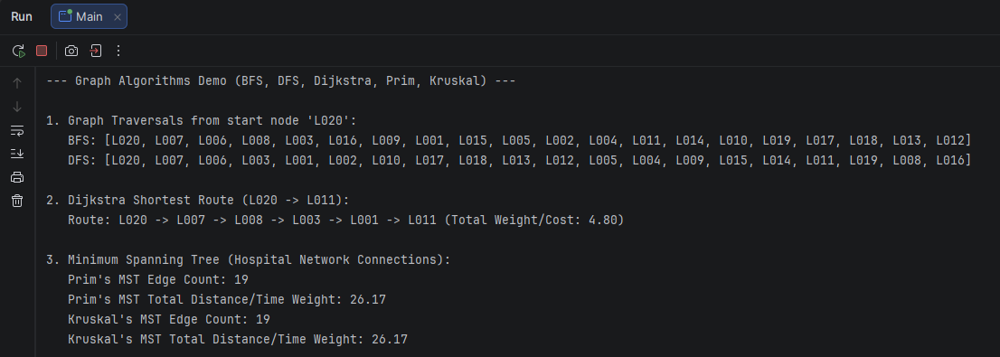 Run
Main
--- Graph Algorithms Demo (BFS, DFS, Dijkstra, Prim, Kruskal) ---
1. Graph Traversals from start node 'L020':
BFS: [L020, L007, L006, L008, L003, L016, L009, L001, L015, L005, L002, L004, L011, L014, L010, L019, L017, L018, L013, L012]
DFS: [L020, L007, L006, L003, L001, L002, L010, L017, L018, L013, L012, L005, L004, L009, L015, L014, L011, L019, L008, L016]
2. Dijkstra Shortest Route (L020 -> L011):
Route: L020 -> L007 -> L008 -> L003 -> L001 -> L011 (Total Weight/Cost: 4.80)
3. Minimum Spanning Tree (Hospital Network Connections):
Prim's MST Edge Count: 19
Prim's MST Total Distance/Time Weight: 26.17
Kruskal's MST Edge Count: 19
Kruskal's MST Total Distance/Time Weight: 26.17